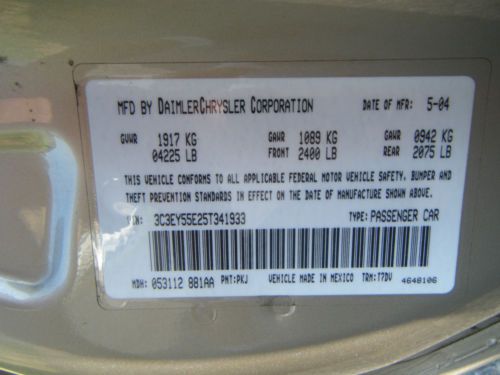 MFD BY DAIMLERCHRYSLER CORPORATION DATE OF MFR: 5-04
GVWR 1917 KG GAWR 1089 KG GAWR 0942 KG
04225 LB FRONT 2400 LB REAR 2075 LB
THIS VEHICLE CONFORMS TO ALL APPLICABLE FEDERAL MOTOR VEHICLE SAFETY, BUMPER AND
THEFT PREVENTION STANDARDS IN EFFECT ON THE DATE OF MANUFACTURE SHOWN ABOVE.
VIN: 3C3EY55E25T341933 TYPE: PASSENGER CAR
MDH: 053112 881AA PNT: PKJ VEHICLE MADE IN MEXICO TRM: T7DV 4648106